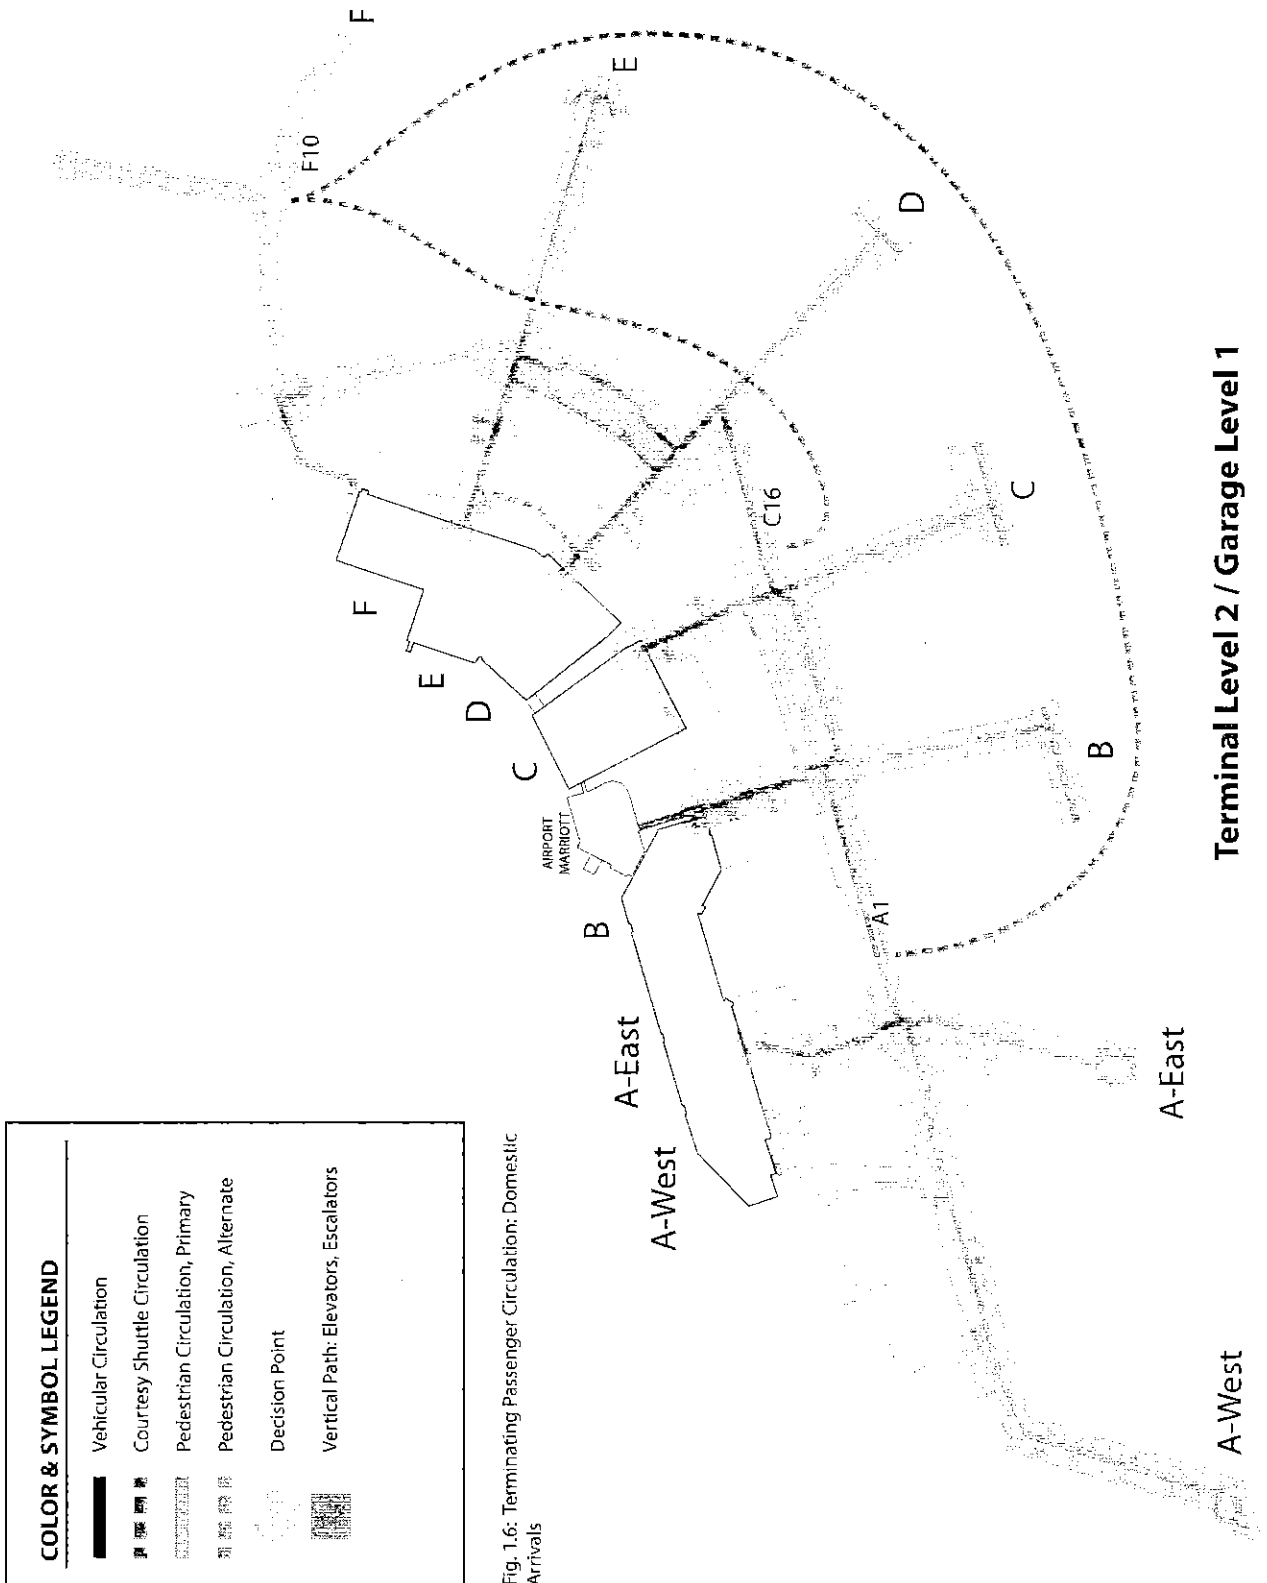 COLOR & SYMBOL LEGEND
Vehicular Circulation
Courtesy Shuttle Circulation
Pedestrian Circulation, Primary
Pedestrian Circulation, Alternate
Decision Point
Vertical Path: Elevators, Escalators
Fig. 1.6: Terminating Passenger Circulation: Domestic
Arrivals
A-West
A-East
B
AIRPORT
MARRIOTT
C
D
E
F
F
F10
E
D
C16
C
B
A1
A-East
A-West
Terminal Level 2 / Garage Level 1